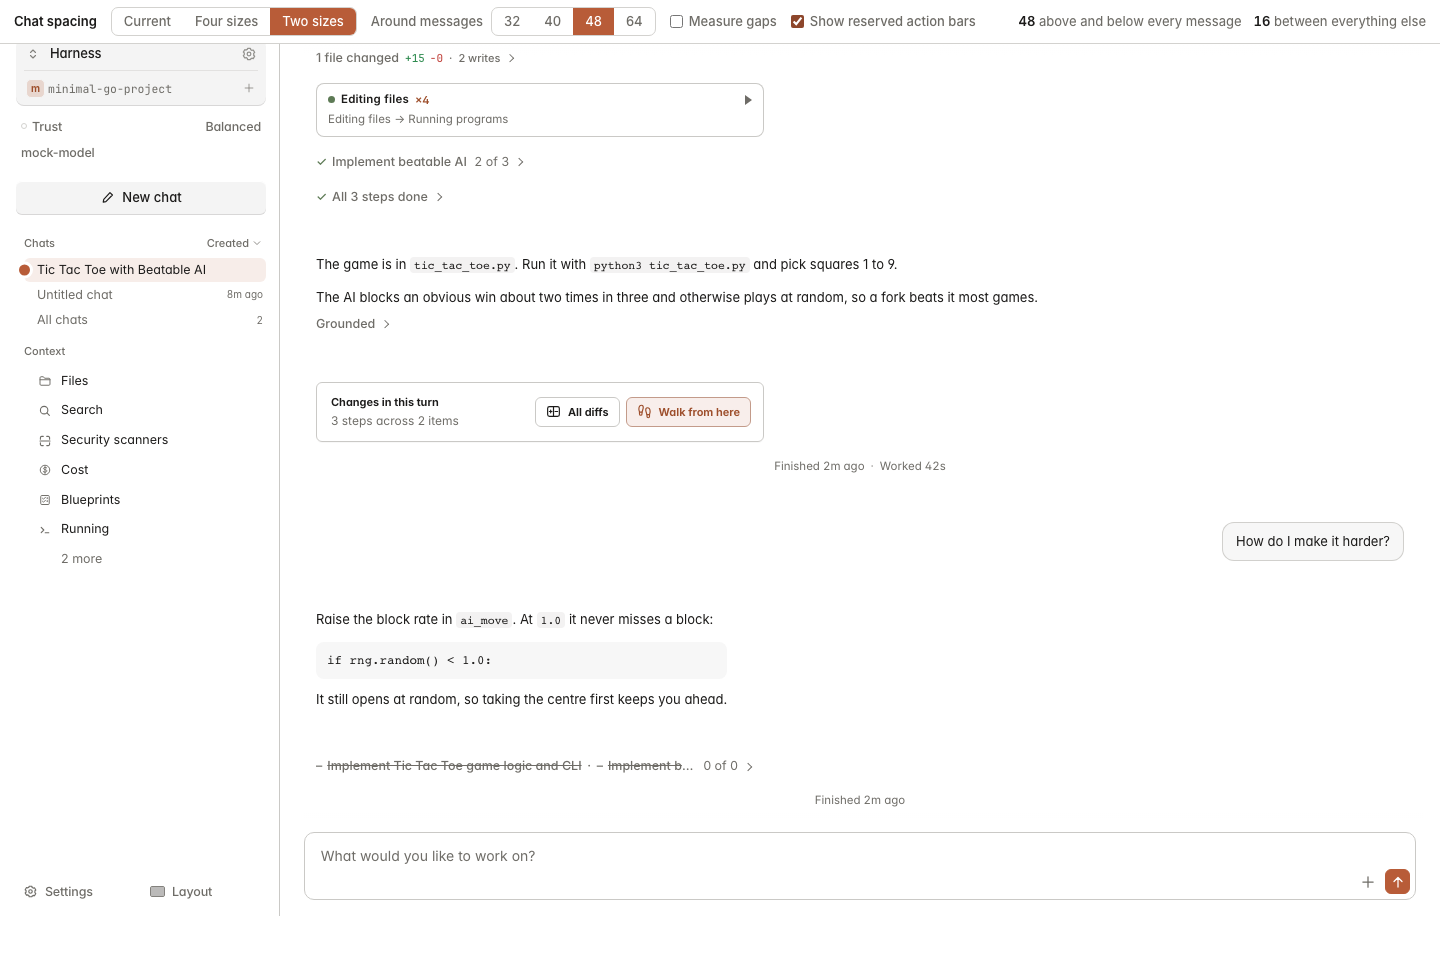 Chat spacing Current Four sizes Two sizes Around messages 32 40 48 64 Measure gaps Show reserved action bars 48 above and below every message 16 between everything else
Harness
m minimal-go-project
Trust Balanced
mock-model
New chat
Chats Created
Tic Tac Toe with Beatable AI
Untitled chat 8m ago
All chats 2
Context
Files
Search
Security scanners
Cost
Blueprints
Running
2 more
Settings Layout
1 file changed +15 -0 · 2 writes
Editing files ×4
Editing files → Running programs
Implement beatable AI 2 of 3
All 3 steps done
The game is in tic_tac_toe.py. Run it with python3 tic_tac_toe.py and pick squares 1 to 9.
The AI blocks an obvious win about two times in three and otherwise plays at random, so a fork beats it most games.
Grounded
Changes in this turn
3 steps across 2 items
All diffs Walk from here
Finished 2m ago · Worked 42s
How do I make it harder?
Raise the block rate in ai_move. At 1.0 it never misses a block:
if rng.random() < 1.0:
It still opens at random, so taking the centre first keeps you ahead.
– Implement Tic Tac Toe game logic and CLI · – Implement b... 0 of 0
Finished 2m ago
What would you like to work on?